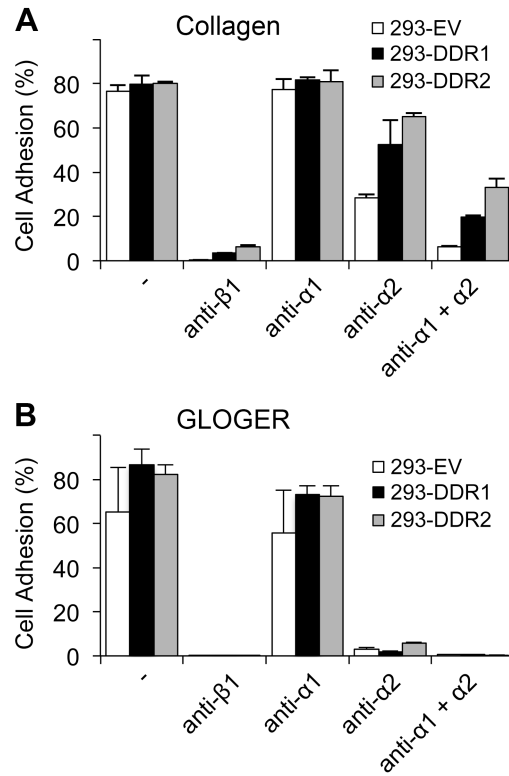 A
Collagen
293-EV
293-DDR1
293-DDR2
Cell Adhesion (%)
80
60
40
20
0
-
anti-β1
anti-α1
anti-α2
anti-α1 + α2
B
GLOGER
293-EV
293-DDR1
293-DDR2
Cell Adhesion (%)
80
60
40
20
0
-
anti-β1
anti-α1
anti-α2
anti-α1 + α2